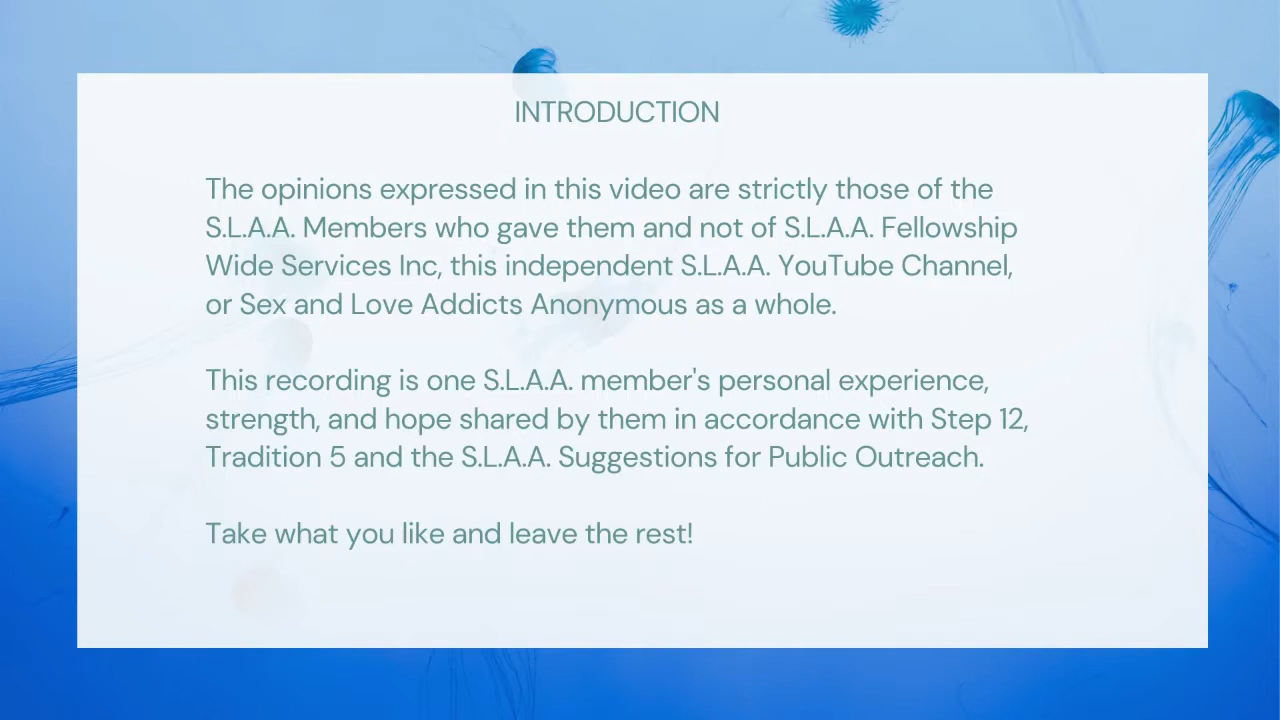 INTRODUCTION
The opinions expressed in this video are strictly those of the
S.L.A.A. Members who gave them and not of S.L.A.A. Fellowship
Wide Services Inc, this independent S.L.A.A. YouTube Channel,
or Sex and Love Addicts Anonymous as a whole.
This recording is one S.L.A.A. member's personal experience,
strength, and hope shared by them in accordance with Step 12,
Tradition 5 and the S.L.A.A. Suggestions for Public Outreach.
Take what you like and leave the rest!